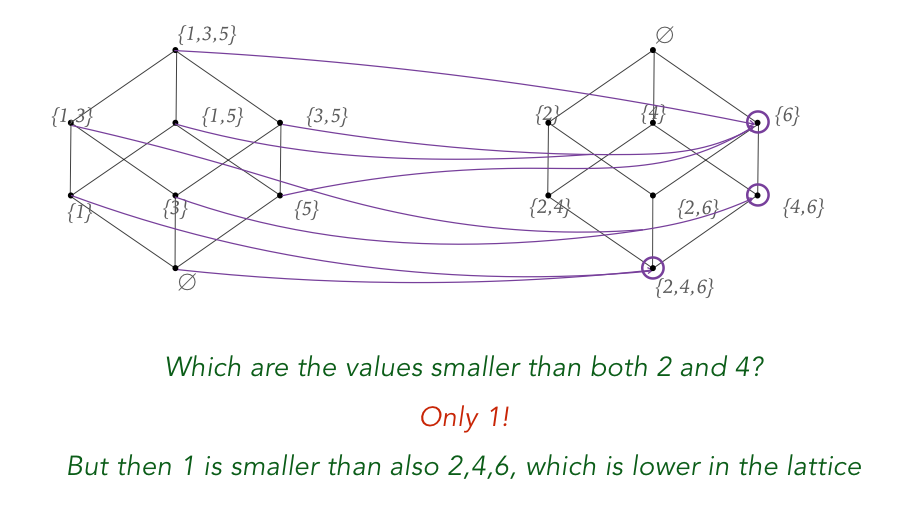 {1,3,5} ∅
{1,3} {1,5} {3,5} {2} {4} {6}
{1} {3} {5} {2,4} {2,6} {4,6}
∅ {2,4,6}
Which are the values smaller than both 2 and 4?
Only 1!
But then 1 is smaller than also 2,4,6, which is lower in the lattice